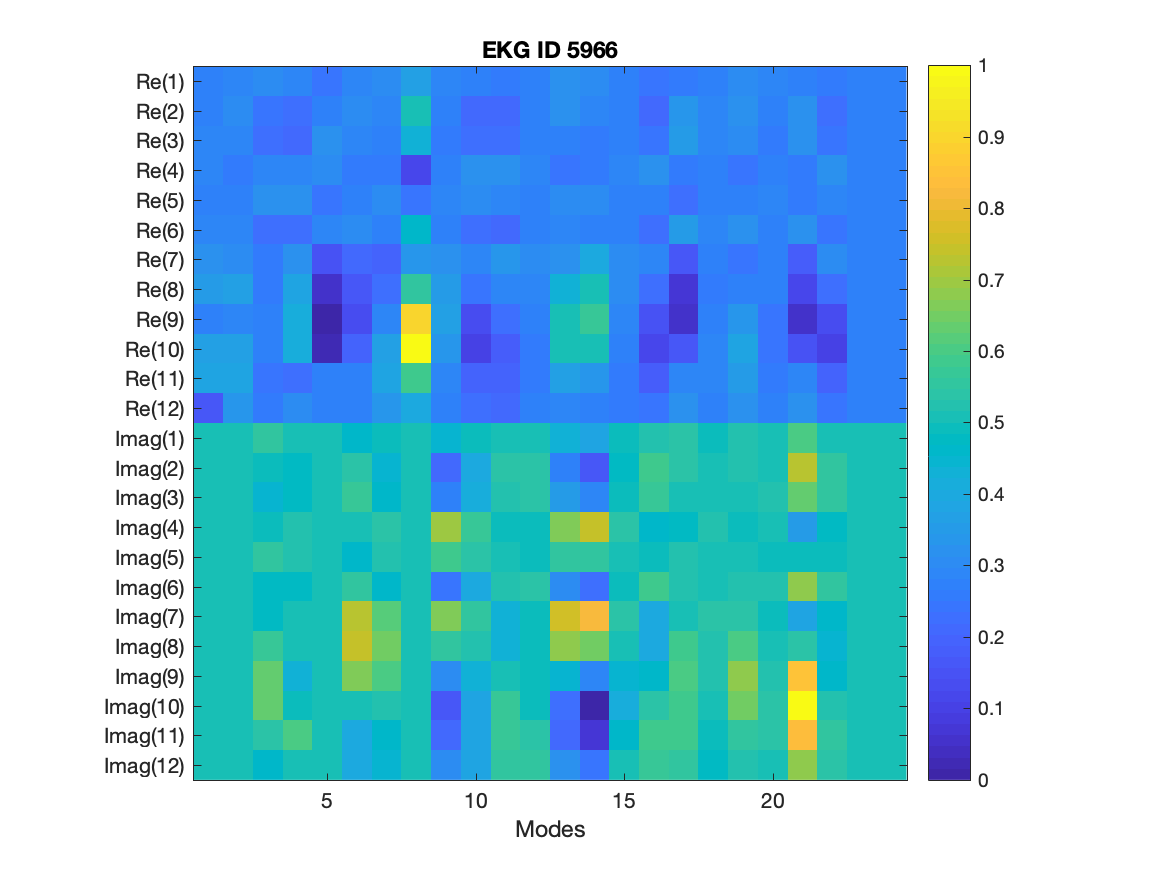 EKG ID 5966
Re(1)
Re(2)
Re(3)
Re(4)
Re(5)
Re(6)
Re(7)
Re(8)
Re(9)
Re(10)
Re(11)
Re(12)
Imag(1)
Imag(2)
Imag(3)
Imag(4)
Imag(5)
Imag(6)
Imag(7)
Imag(8)
Imag(9)
Imag(10)
Imag(11)
Imag(12)
5 10 15 20
Modes
1
0.9
0.8
0.7
0.6
0.5
0.4
0.3
0.2
0.1
0